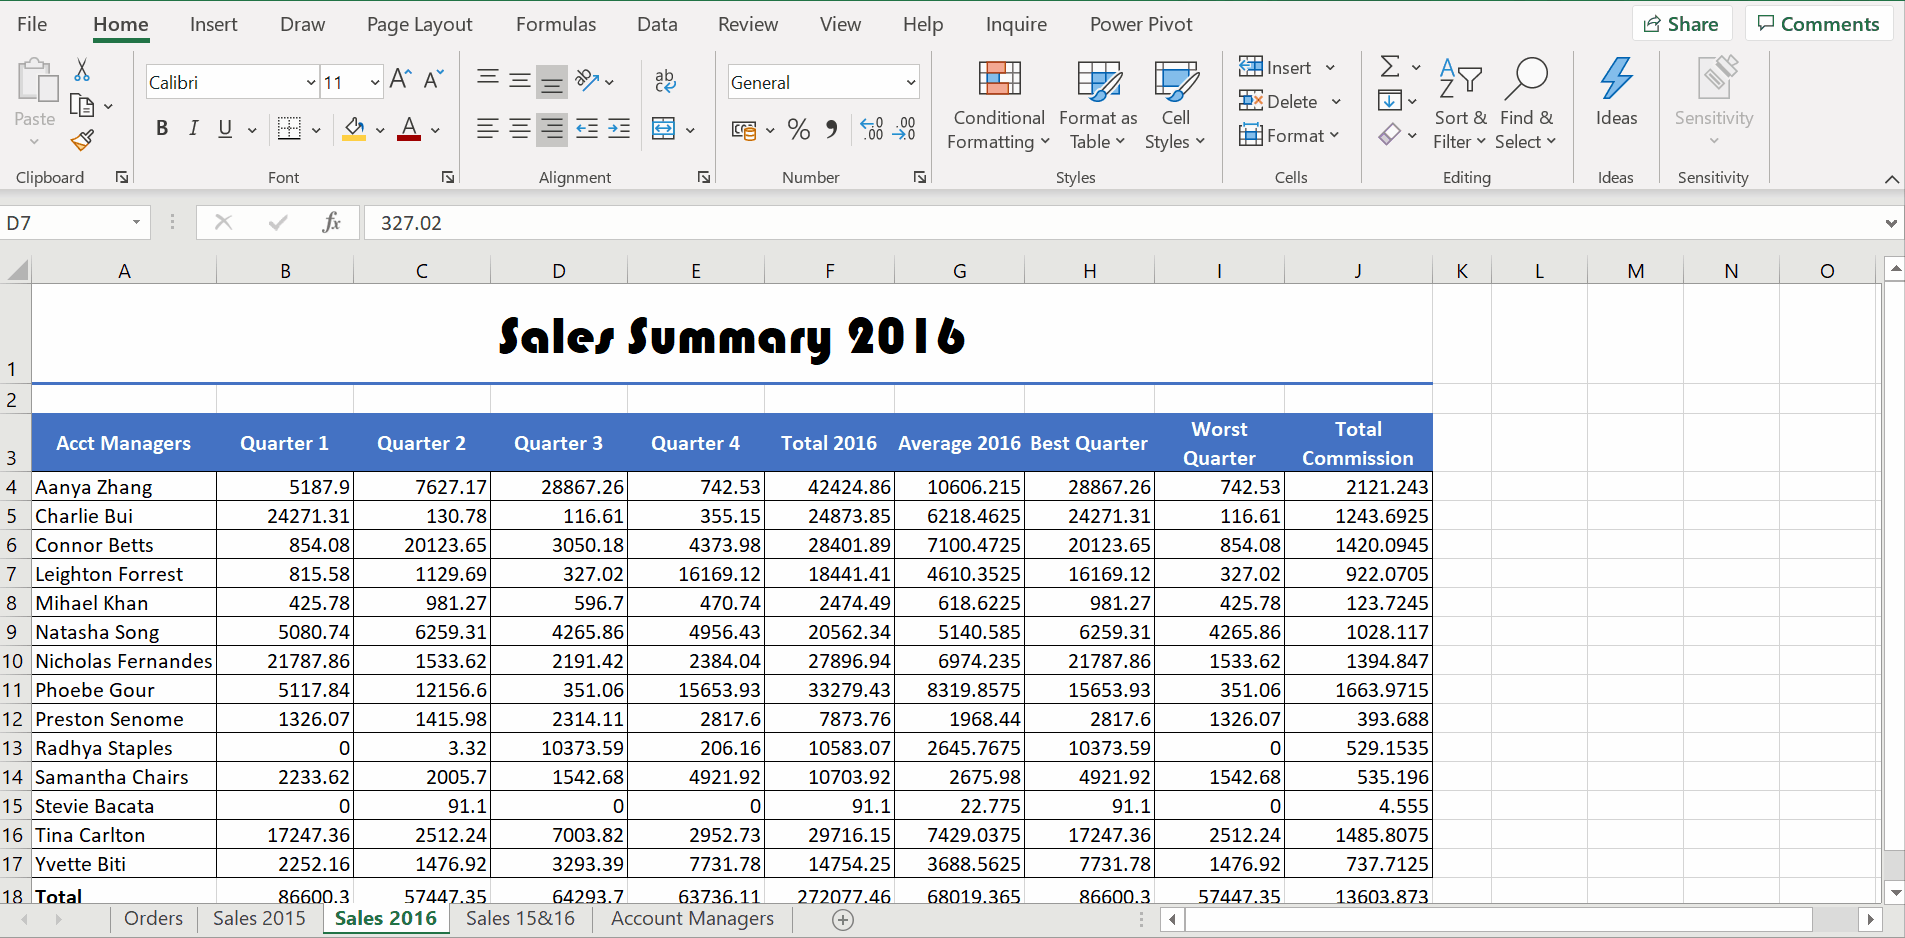 File Home Insert Draw Page Layout Formulas Data Review View Help Inquire Power Pivot Share Comments
Paste
Calibri 11
B I U
General
Conditional Formatting
Format as Table
Cell Styles
Insert
Delete
Format
Sort & Filter
Find & Select
Ideas
Sensitivity
Clipboard Font Alignment Number Styles Cells Editing Ideas Sensitivity
D7 fx 327.02
A B C D E F G H I J K L M N O
1 Sales Summary 2016
2
3 Acct Managers Quarter 1 Quarter 2 Quarter 3 Quarter 4 Total 2016 Average 2016 Best Quarter Worst Quarter Total Commission
4 Aanya Zhang 5187.9 7627.17 28867.26 742.53 42424.86 10606.215 28867.26 742.53 2121.243
5 Charlie Bui 24271.31 130.78 116.61 355.15 24873.85 6218.4625 24271.31 116.61 1243.6925
6 Connor Betts 854.08 20123.65 3050.18 4373.98 28401.89 7100.4725 20123.65 854.08 1420.0945
7 Leighton Forrest 815.58 1129.69 327.02 16169.12 18441.41 4610.3525 16169.12 327.02 922.0705
8 Mihael Khan 425.78 981.27 596.7 470.74 2474.49 618.6225 981.27 425.78 123.7245
9 Natasha Song 5080.74 6259.31 4265.86 4956.43 20562.34 5140.585 6259.31 4265.86 1028.117
10 Nicholas Fernandes 21787.86 1533.62 2191.42 2384.04 27896.94 6974.235 21787.86 1533.62 1394.847
11 Phoebe Gour 5117.84 12156.6 351.06 15653.93 33279.43 8319.8575 15653.93 351.06 1663.9715
12 Preston Senome 1326.07 1415.98 2314.11 2817.6 7873.76 1968.44 2817.6 1326.07 393.688
13 Radhya Staples 0 3.32 10373.59 206.16 10583.07 2645.7675 10373.59 0 529.1535
14 Samantha Chairs 2233.62 2005.7 1542.68 4921.92 10703.92 2675.98 4921.92 1542.68 535.196
15 Stevie Bacata 0 91.1 0 0 91.1 22.775 91.1 0 4.555
16 Tina Carlton 17247.36 2512.24 7003.82 2952.73 29716.15 7429.0375 17247.36 2512.24 1485.8075
17 Yvette Biti 2252.16 1476.92 3293.39 7731.78 14754.25 3688.5625 7731.78 1476.92 737.7125
18 Total 86600.3 57447.35 64293.7 63736.11 272077.46 68019.365 86600.3 57447.35 13603.873
Orders Sales 2015 Sales 2016 Sales 15&16 Account Managers